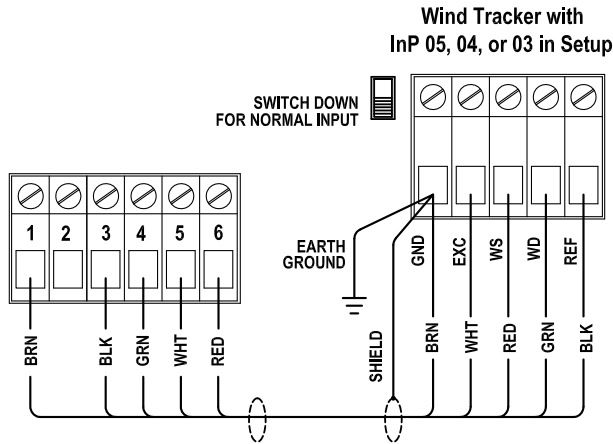 Wind Tracker with
InP 05, 04, or 03 in Setup
SWITCH DOWN
FOR NORMAL INPUT
1 2 3 4 5 6
EARTH
GROUND
GND EXC WS WD REF
BRN BLK GRN WHT RED
SHIELD
BRN WHT RED GRN BLK